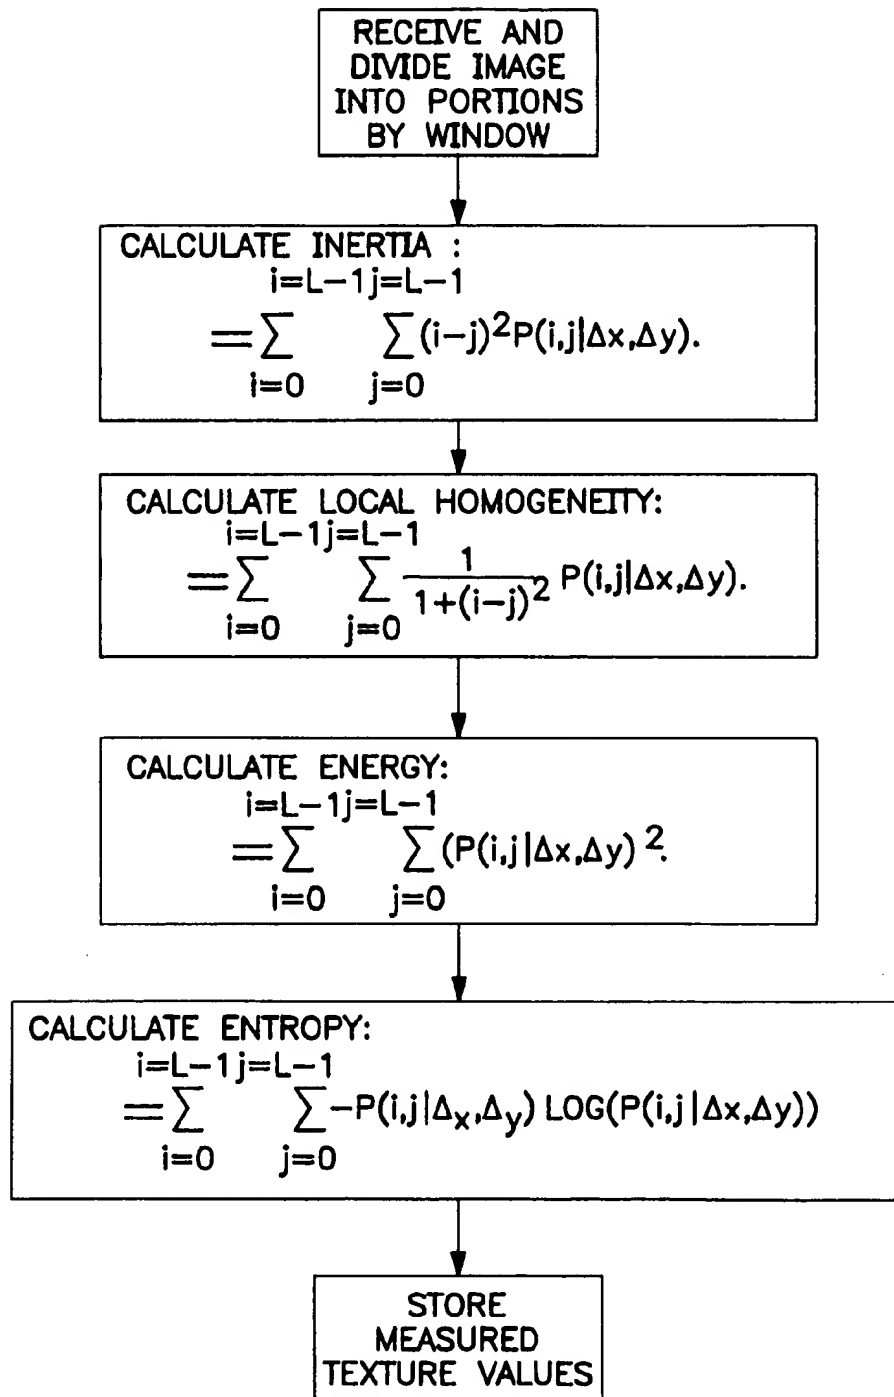 RECEIVE AND
DIVIDE IMAGE
INTO PORTIONS
BY WINDOW
CALCULATE INERTIA :
i=L-1 j=L-1
=∑ ∑(i-j)²P(i,j|Δx,Δy).
i=0 j=0
CALCULATE LOCAL HOMOGENEITY:
i=L-1 j=L-1
=∑ ∑ 1/1+(i-j)² P(i,j|Δx,Δy).
i=0 j=0
CALCULATE ENERGY:
i=L-1 j=L-1
=∑ ∑(P(i,j|Δx,Δy) ².
i=0 j=0
CALCULATE ENTROPY:
i=L-1 j=L-1
=∑ ∑-P(i,j|Δx,Δy) LOG(P(i,j|Δx,Δy))
i=0 j=0
STORE
MEASURED
TEXTURE VALUES